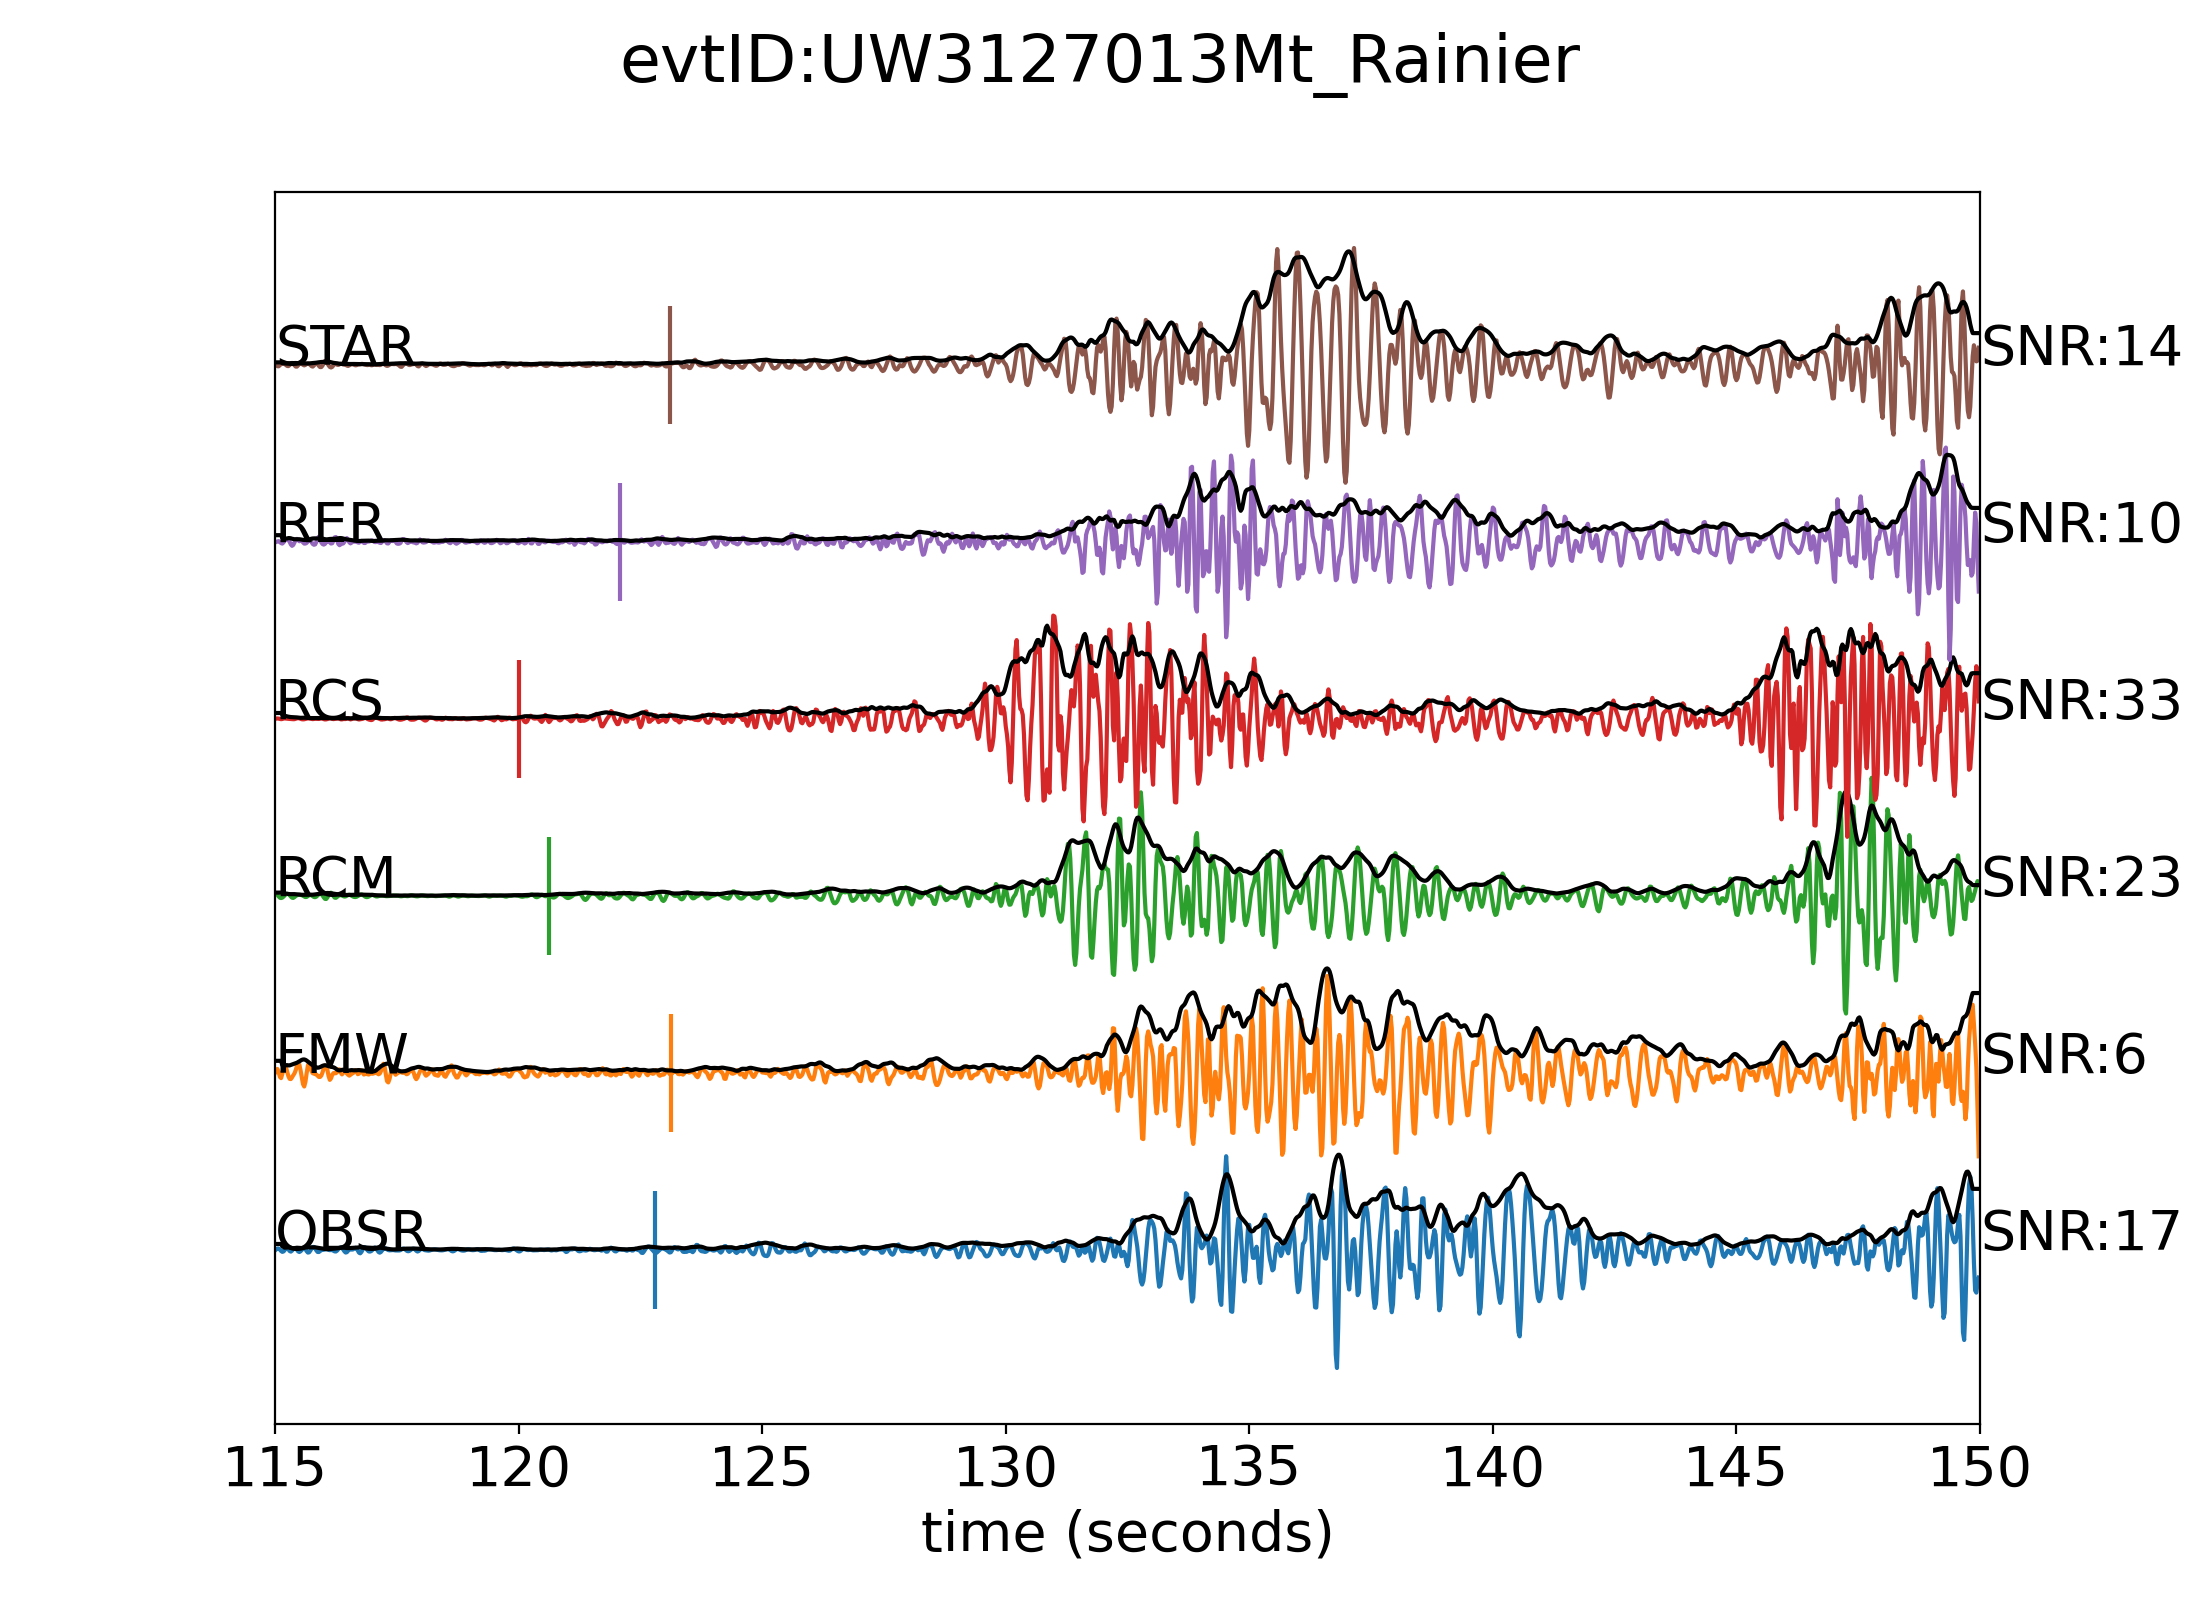 evtID:UW3127013Mt_Rainier
STAR SNR:14
RER SNR:10
RCS SNR:33
RCM SNR:23
FMW SNR:6
OBSR SNR:17
115 120 125 130 135 140 145 150
time (seconds)